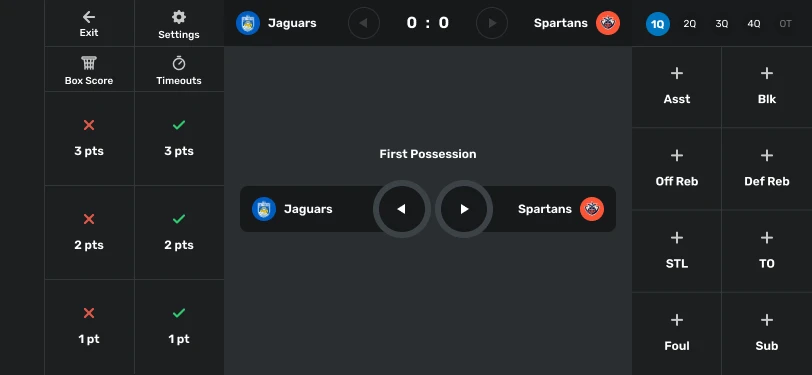 Exit
Settings
Jaguars
0 : 0
Spartans
1Q
2Q
3Q
4Q
OT
Box Score
Timeouts
3 pts
3 pts
2 pts
2 pts
1 pt
1 pt
First Possession
Jaguars
Spartans
Asst
Blk
Off Reb
Def Reb
STL
TO
Foul
Sub